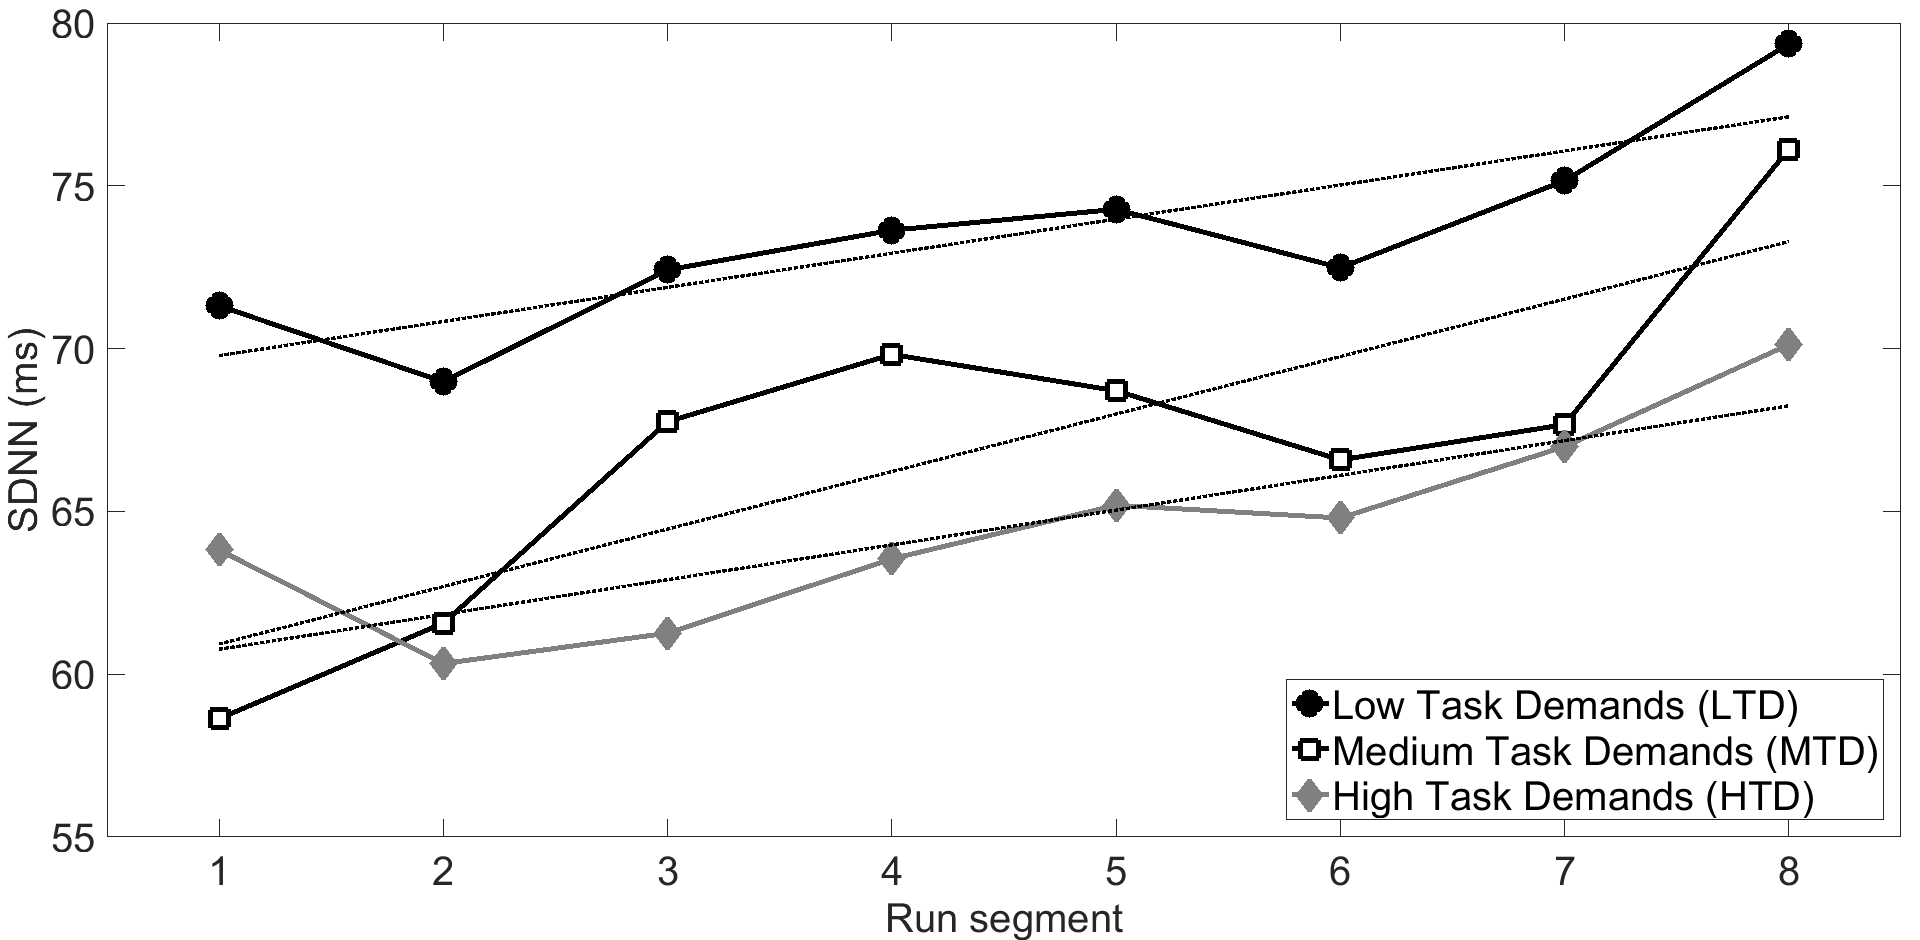 80
75
70
65
60
55
SDNN (ms)
1 2 3 4 5 6 7 8
Run segment
Low Task Demands (LTD)
Medium Task Demands (MTD)
High Task Demands (HTD)